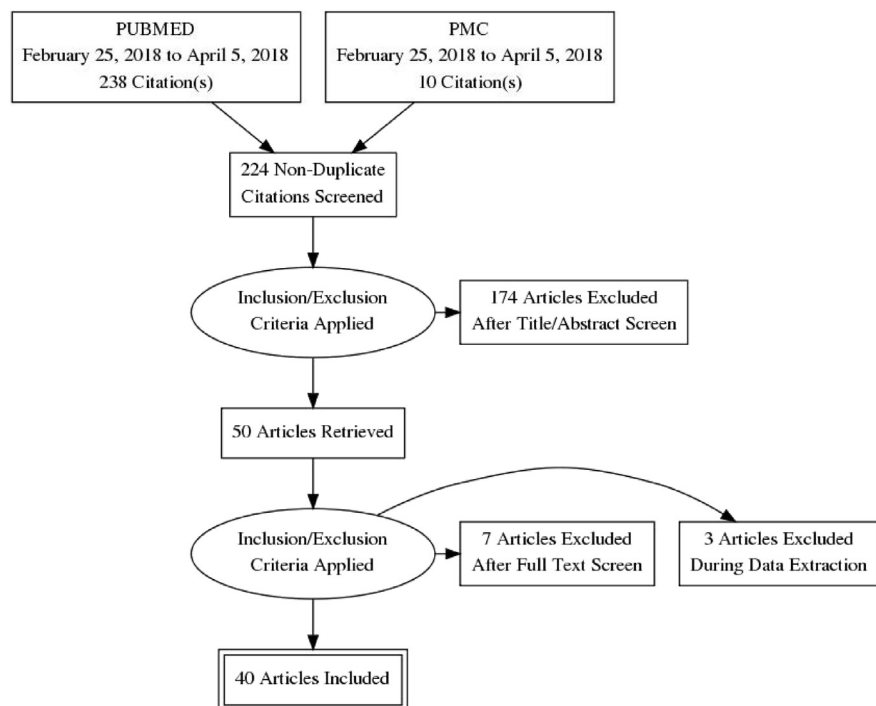 PUBMED
February 25, 2018 to April 5, 2018
238 Citation(s)
PMC
February 25, 2018 to April 5, 2018
10 Citation(s)
224 Non-Duplicate
Citations Screened
Inclusion/Exclusion
Criteria Applied
174 Articles Excluded
After Title/Abstract Screen
50 Articles Retrieved
Inclusion/Exclusion
Criteria Applied
7 Articles Excluded
After Full Text Screen
3 Articles Excluded
During Data Extraction
40 Articles Included